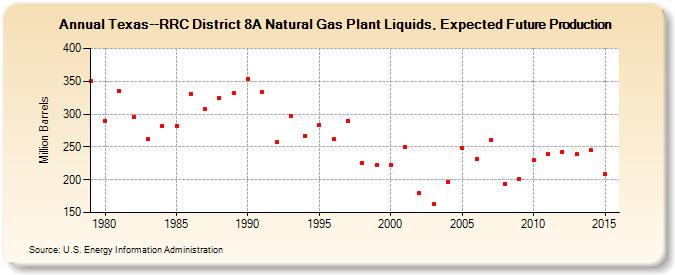 Annual Texas--RRC District 8A Natural Gas Plant Liquids, Expected Future Production
Million Barrels
400
350
300
250
200
150
1980 1985 1990 1995 2000 2005 2010 2015
Source: U.S. Energy Information Administration